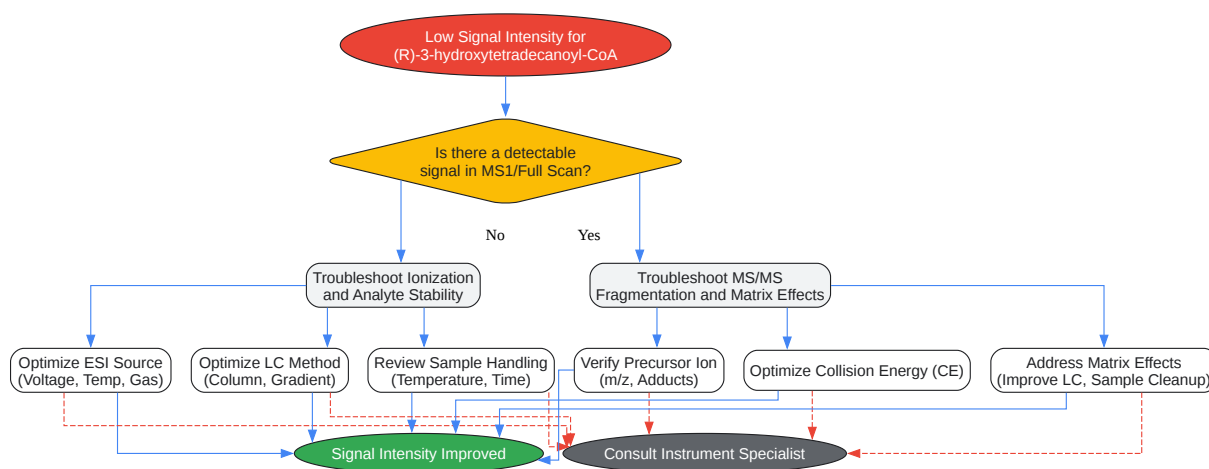 Low Signal Intensity for
(R)-3-hydroxytetradecanoyl-CoA
Is there a detectable
signal in MS1/Full Scan?
No
Yes
Troubleshoot Ionization
and Analyte Stability
Troubleshoot MS/MS
Fragmentation and Matrix Effects
Optimize ESI Source
(Voltage, Temp, Gas)
Optimize LC Method
(Column, Gradient)
Review Sample Handling
(Temperature, Time)
Verify Precursor Ion
(m/z, Adducts)
Optimize Collision Energy (CE)
Address Matrix Effects
(Improve LC, Sample Cleanup)
Signal Intensity Improved
Consult Instrument Specialist